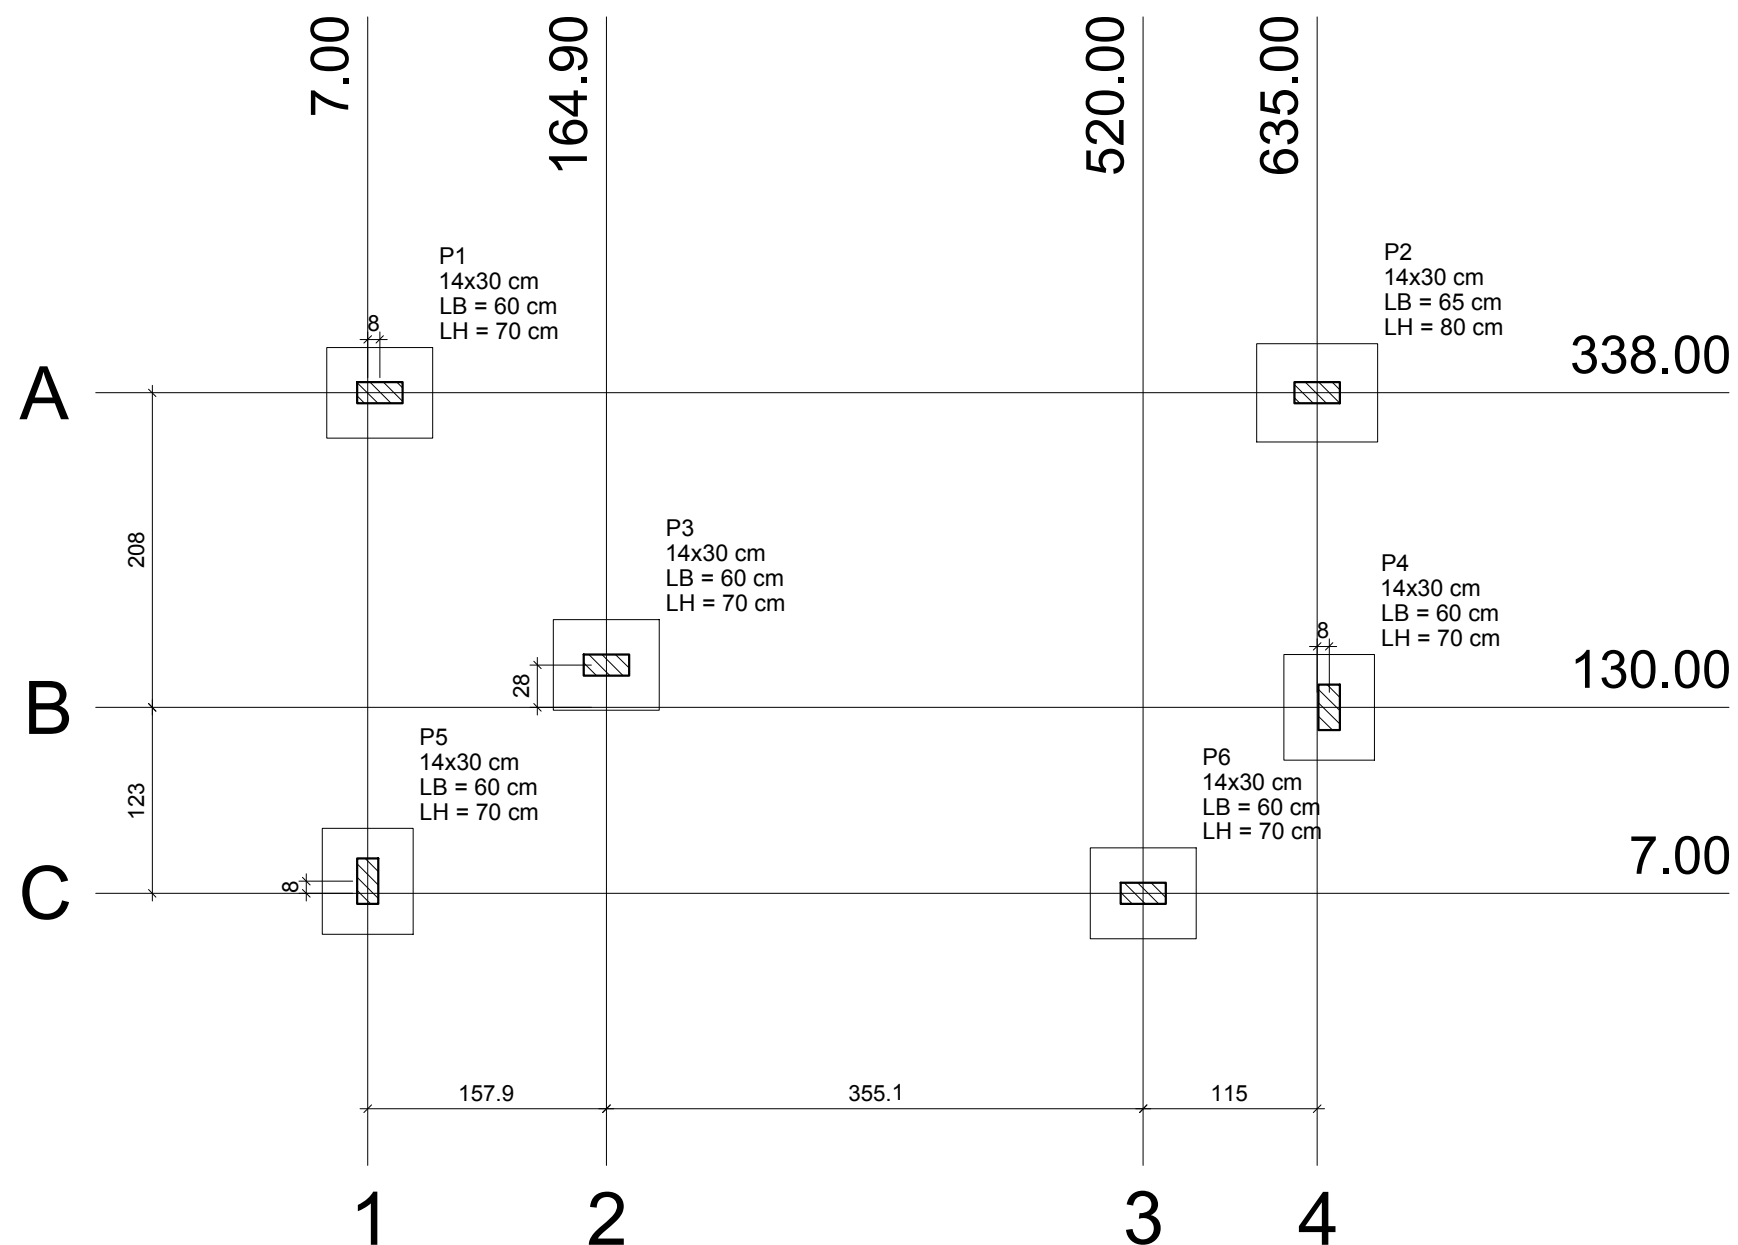 7.00
164.90
520.00
635.00
P1
14x30 cm
LB = 60 cm
LH = 70 cm
8
P2
14x30 cm
LB = 65 cm
LH = 80 cm
338.00
A
208
P3
14x30 cm
LB = 60 cm
LH = 70 cm
28
P4
14x30 cm
LB = 60 cm
LH = 70 cm
8
130.00
B
123
P5
14x30 cm
LB = 60 cm
LH = 70 cm
8
P6
14x30 cm
LB = 60 cm
LH = 70 cm
7.00
C
157.9
355.1
115
1
2
3
4